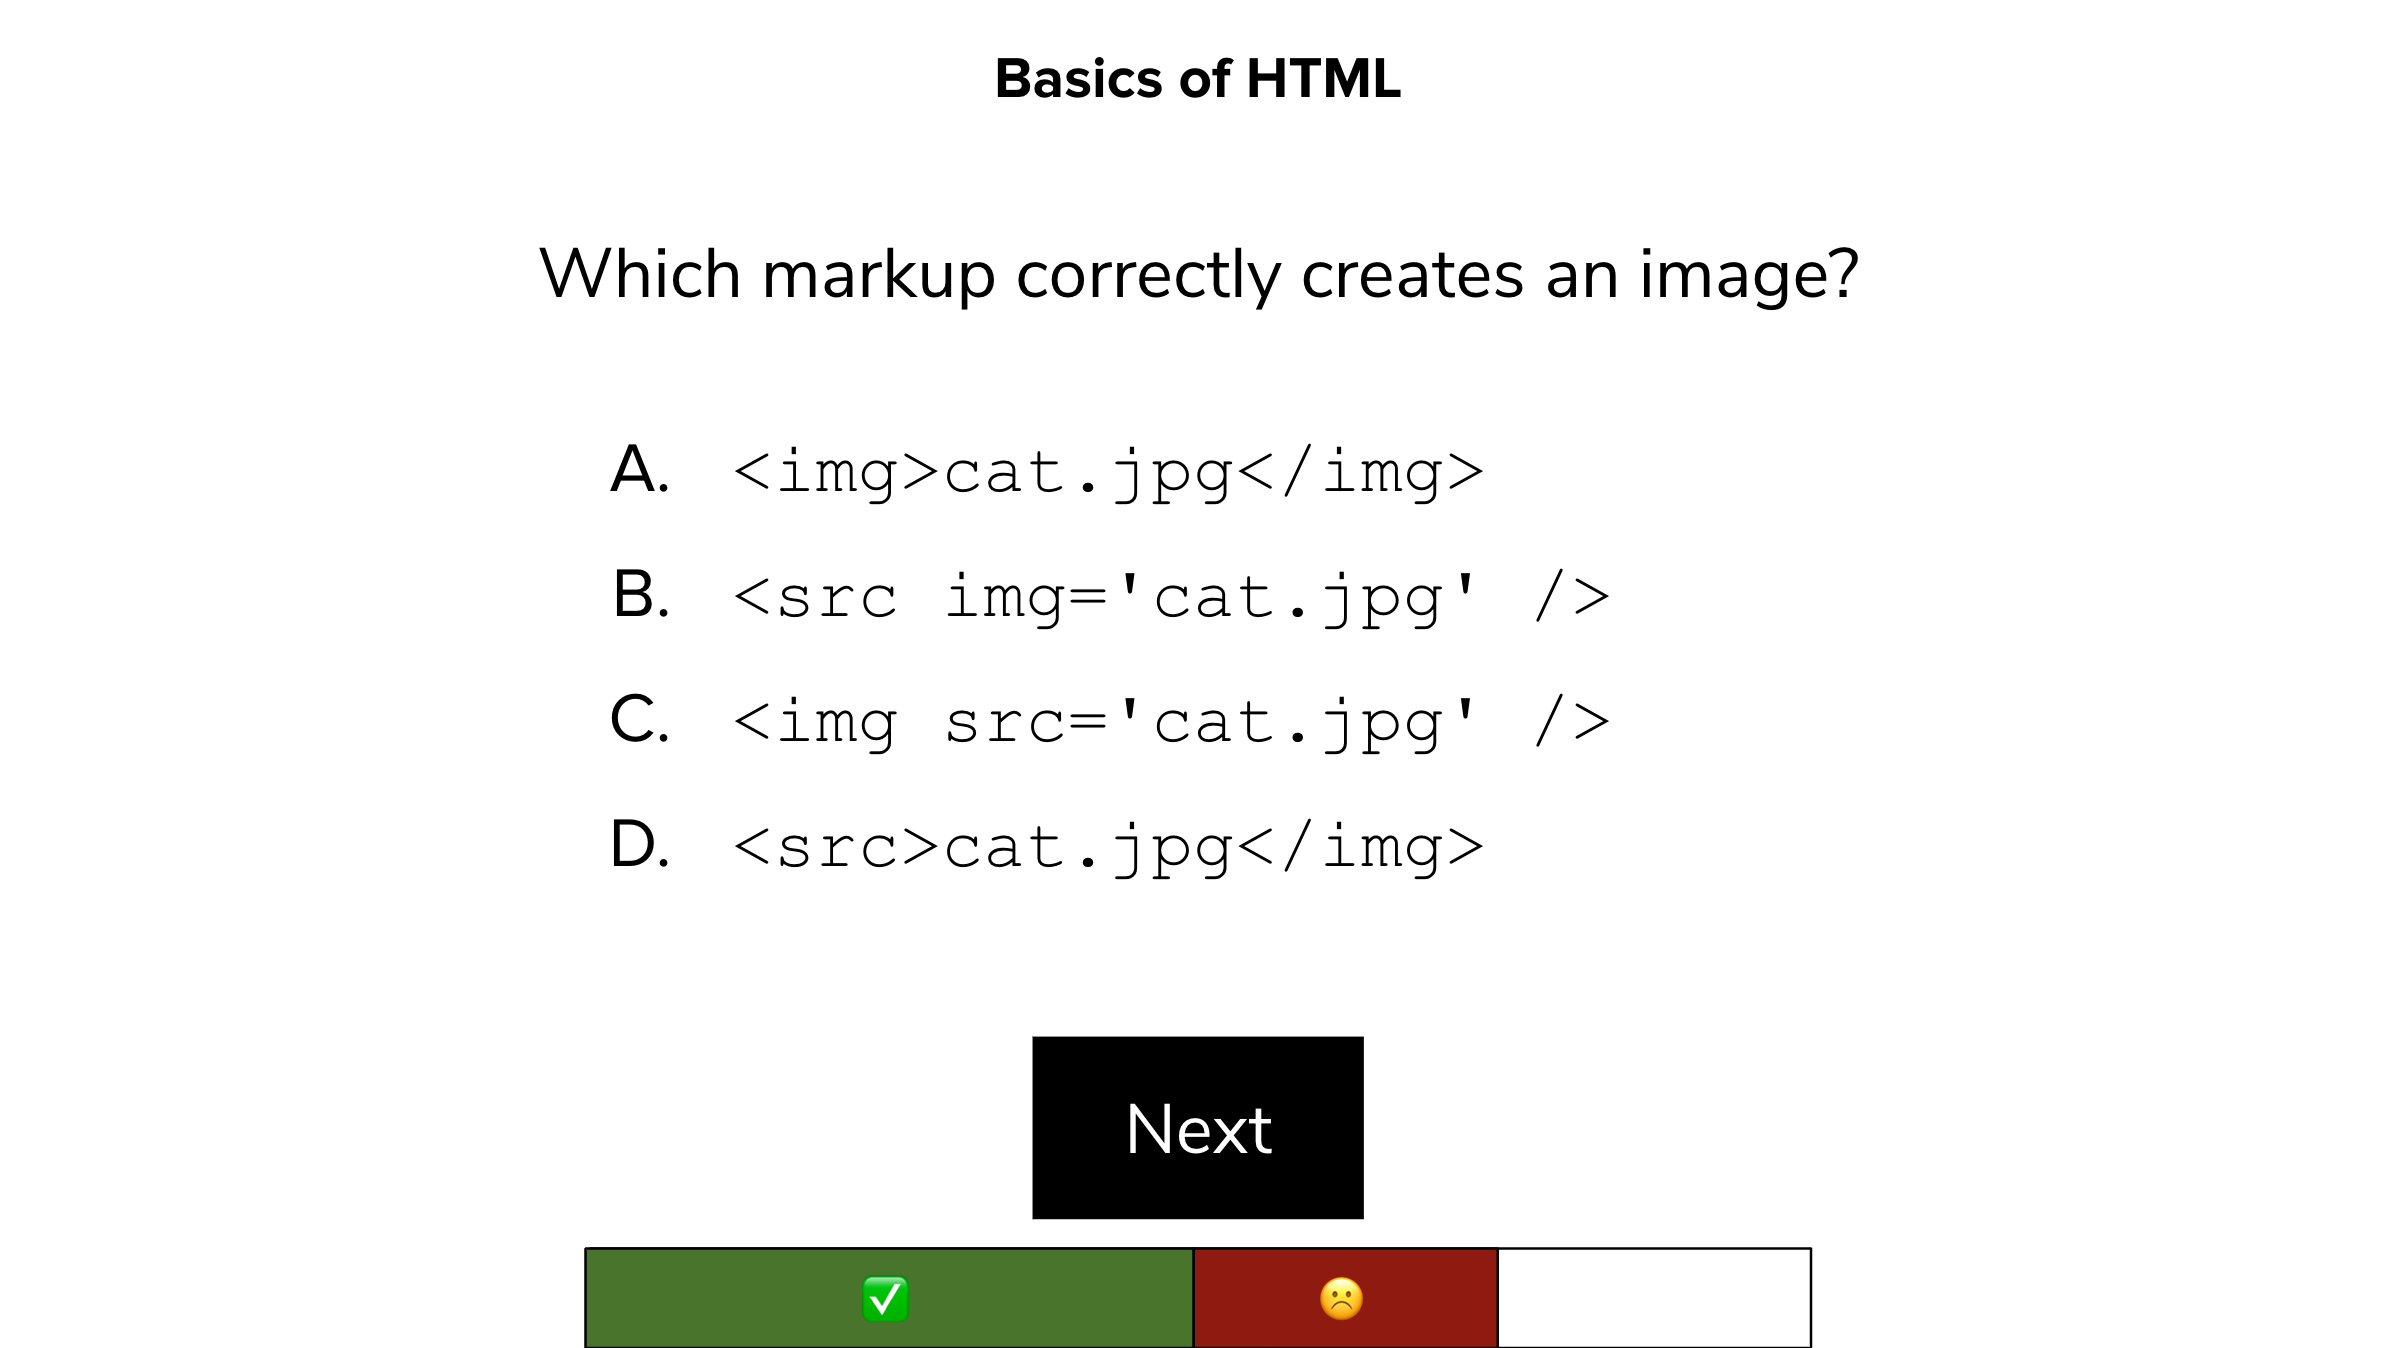 Basics of HTML
Which markup correctly creates an image?
A. <img>cat.jpg</img>
B. <src img='cat.jpg' />
C. <img src='cat.jpg' />
D. <src>cat.jpg</img>
Next